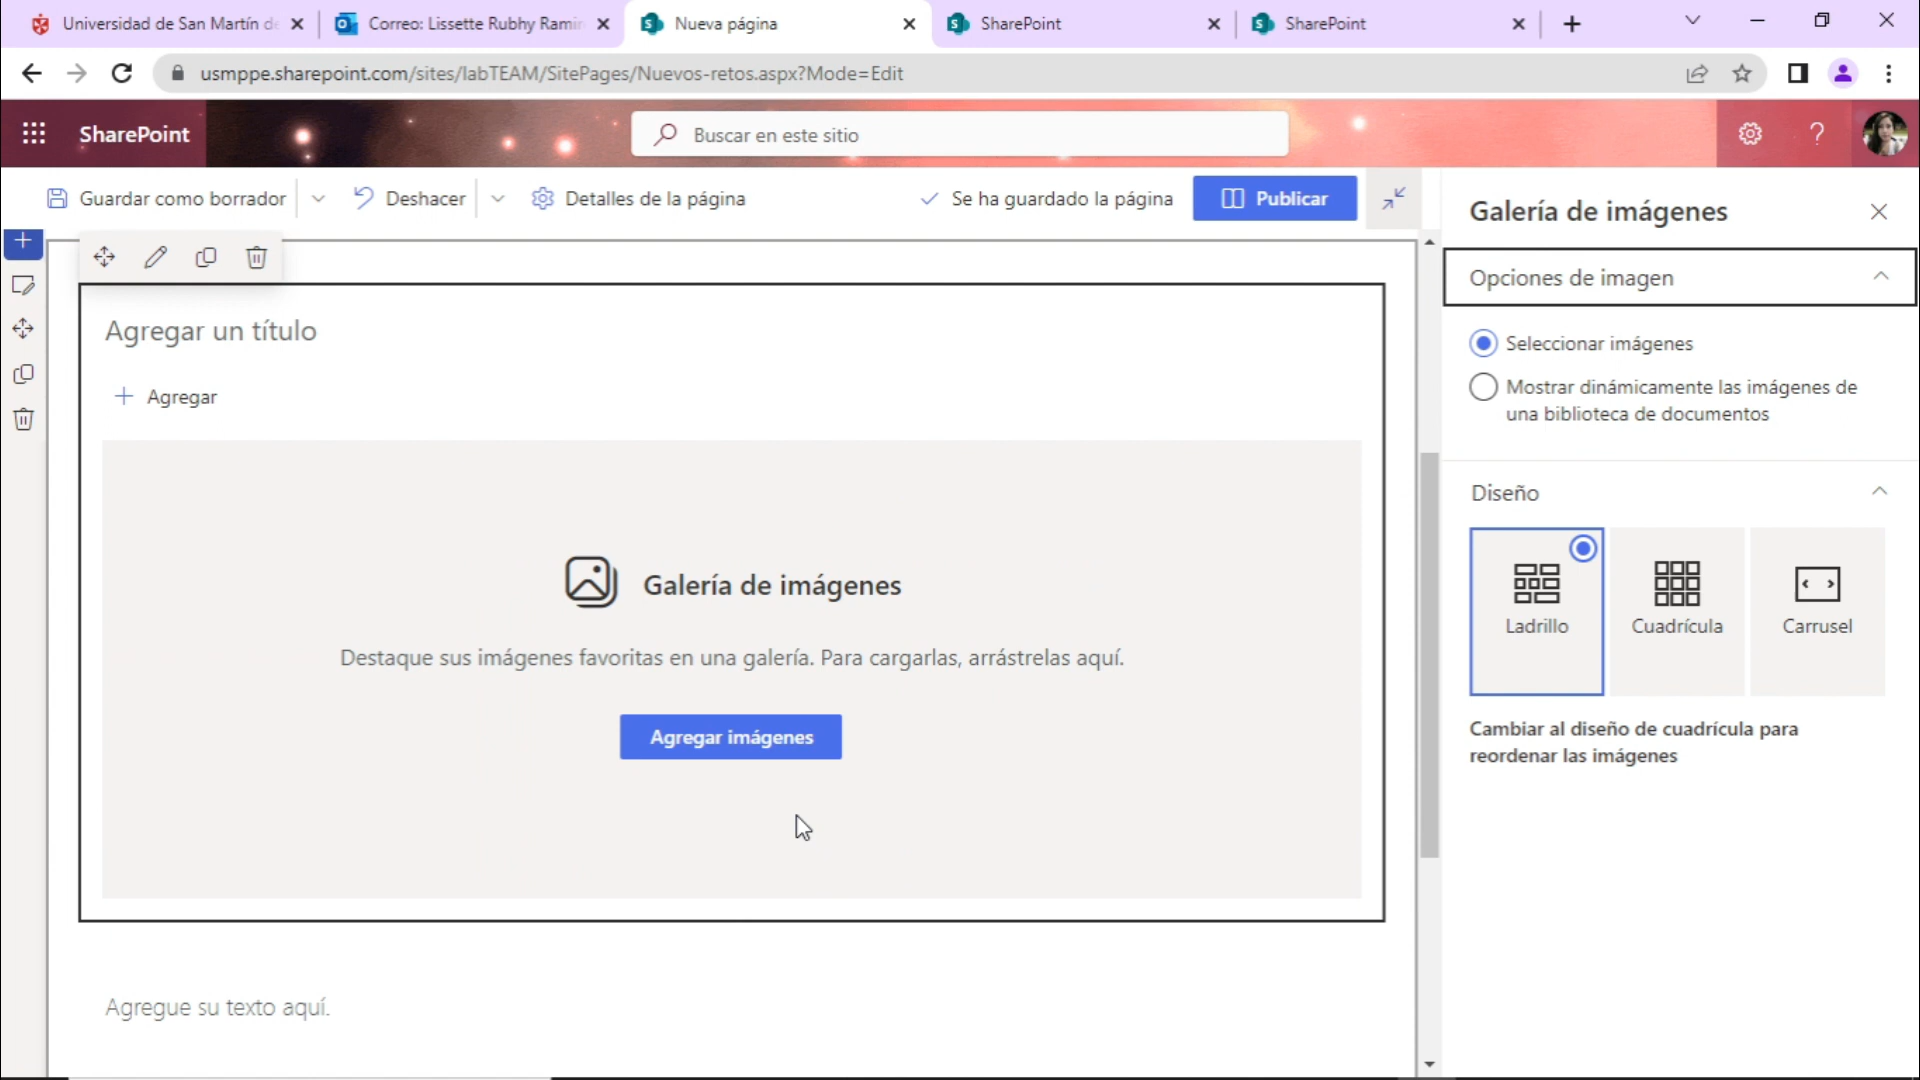 Universidad de San Martín de
Correo: Lissette Rubhy Rami
Nueva página
SharePoint
SharePoint
usmppe.sharepoint.com/sites/labTEAM/SitePages/Nuevos-retos.aspx?Mode=Edit
SharePoint
Buscar en este sitio
?
Guardar como borrador
Deshacer
Detalles de la página
Se ha guardado la página
Publicar
Galería de imágenes
Opciones de imagen
Agregar un título
Seleccionar imágenes
Mostrar dinámicamente las imágenes de
una biblioteca de documentos
Agregar
Diseño
Galería de imágenes
Ladrillo
Cuadrícula
Carrusel
Destaque sus imágenes favoritas en una galería. Para cargarlas, arrástrelas aquí.
Agregar imágenes
Cambiar al diseño de cuadrícula para
reordenar las imágenes
Agregue su texto aquí.